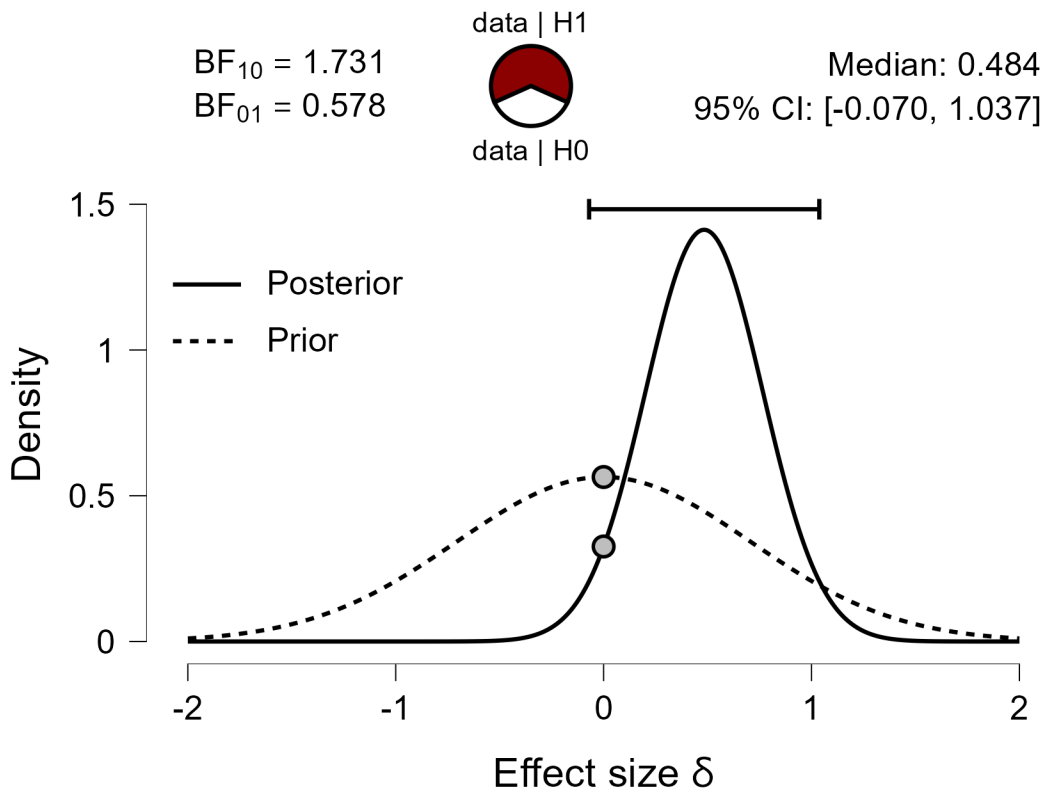 data | H1
BF₁₀ = 1.731
BF₀₁ = 0.578
Median: 0.484
95% CI: [-0.070, 1.037]
data | H0
1.5
1
0.5
0
Density
Posterior
Prior
-2 -1 0 1 2
Effect size δ